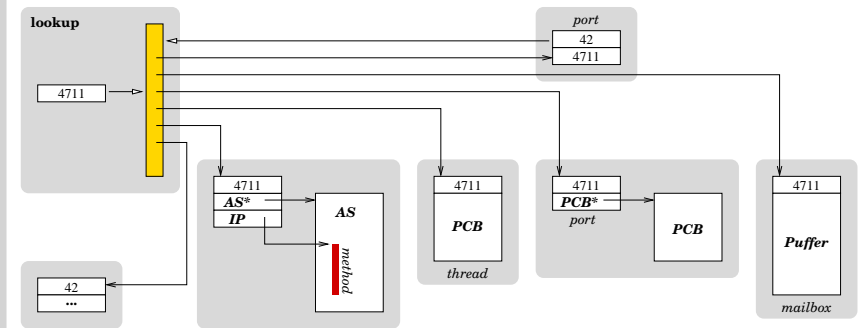 lookup
port
42
4711
4711
4711
AS*
IP
AS
method
4711
PCB
thread
4711
PCB*
port
PCB
4711
Puffer
mailbox
42
...